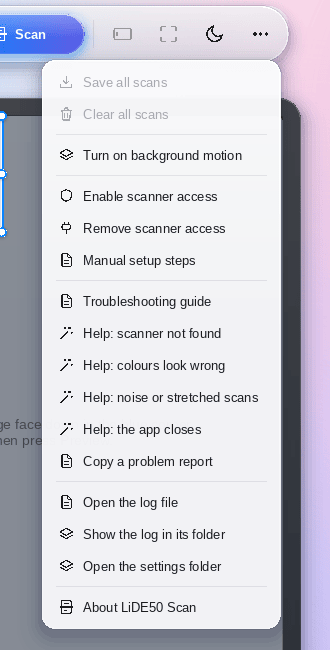 Scan
Save all scans
Clear all scans
Turn on background motion
Enable scanner access
Remove scanner access
Manual setup steps
Troubleshooting guide
Help: scanner not found
Help: colours look wrong
Help: noise or stretched scans
Help: the app closes
Copy a problem report
Open the log file
Show the log in its folder
Open the settings folder
About LiDE50 Scan